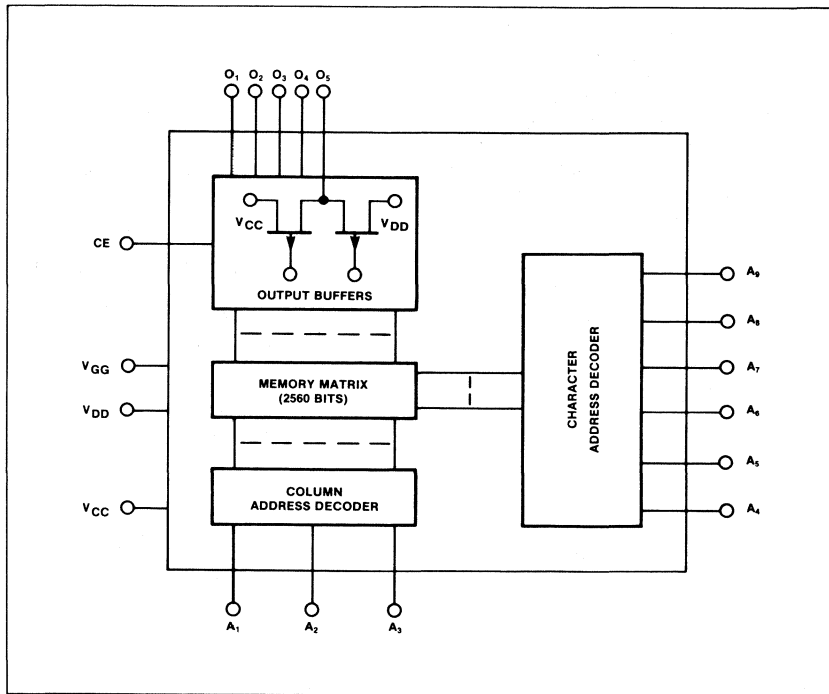 O₁ O₂ O₃ O₄ O₅
VCC
VDD
CE
OUTPUT BUFFERS
A₉
A₈
VGG
MEMORY MATRIX
(2560 BITS)
A₇
VDD
A₆
CHARACTER
ADDRESS DECODER
A₅
COLUMN
ADDRESS DECODER
VCC
A₄
A₁ A₂ A₃